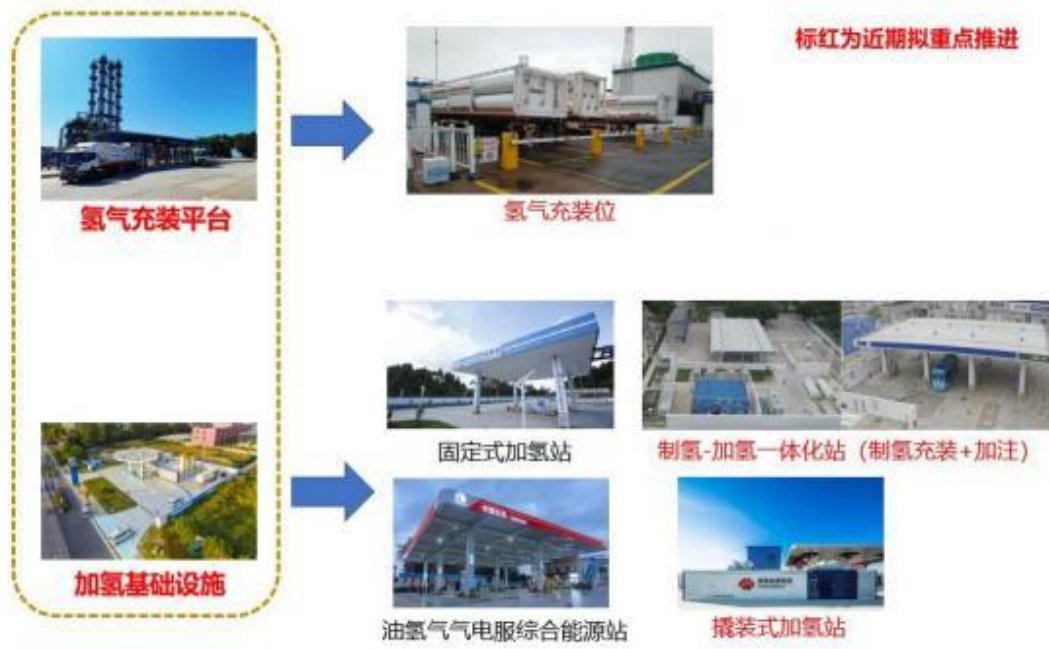 标红为近期拟重点推进
氢气充装平台
氢气充装位
固定式加氢站
制氢-加氢一体化站（制氢充装+加注）
加氢基础设施
油氢气气电服综合能源站
撬装式加氢站